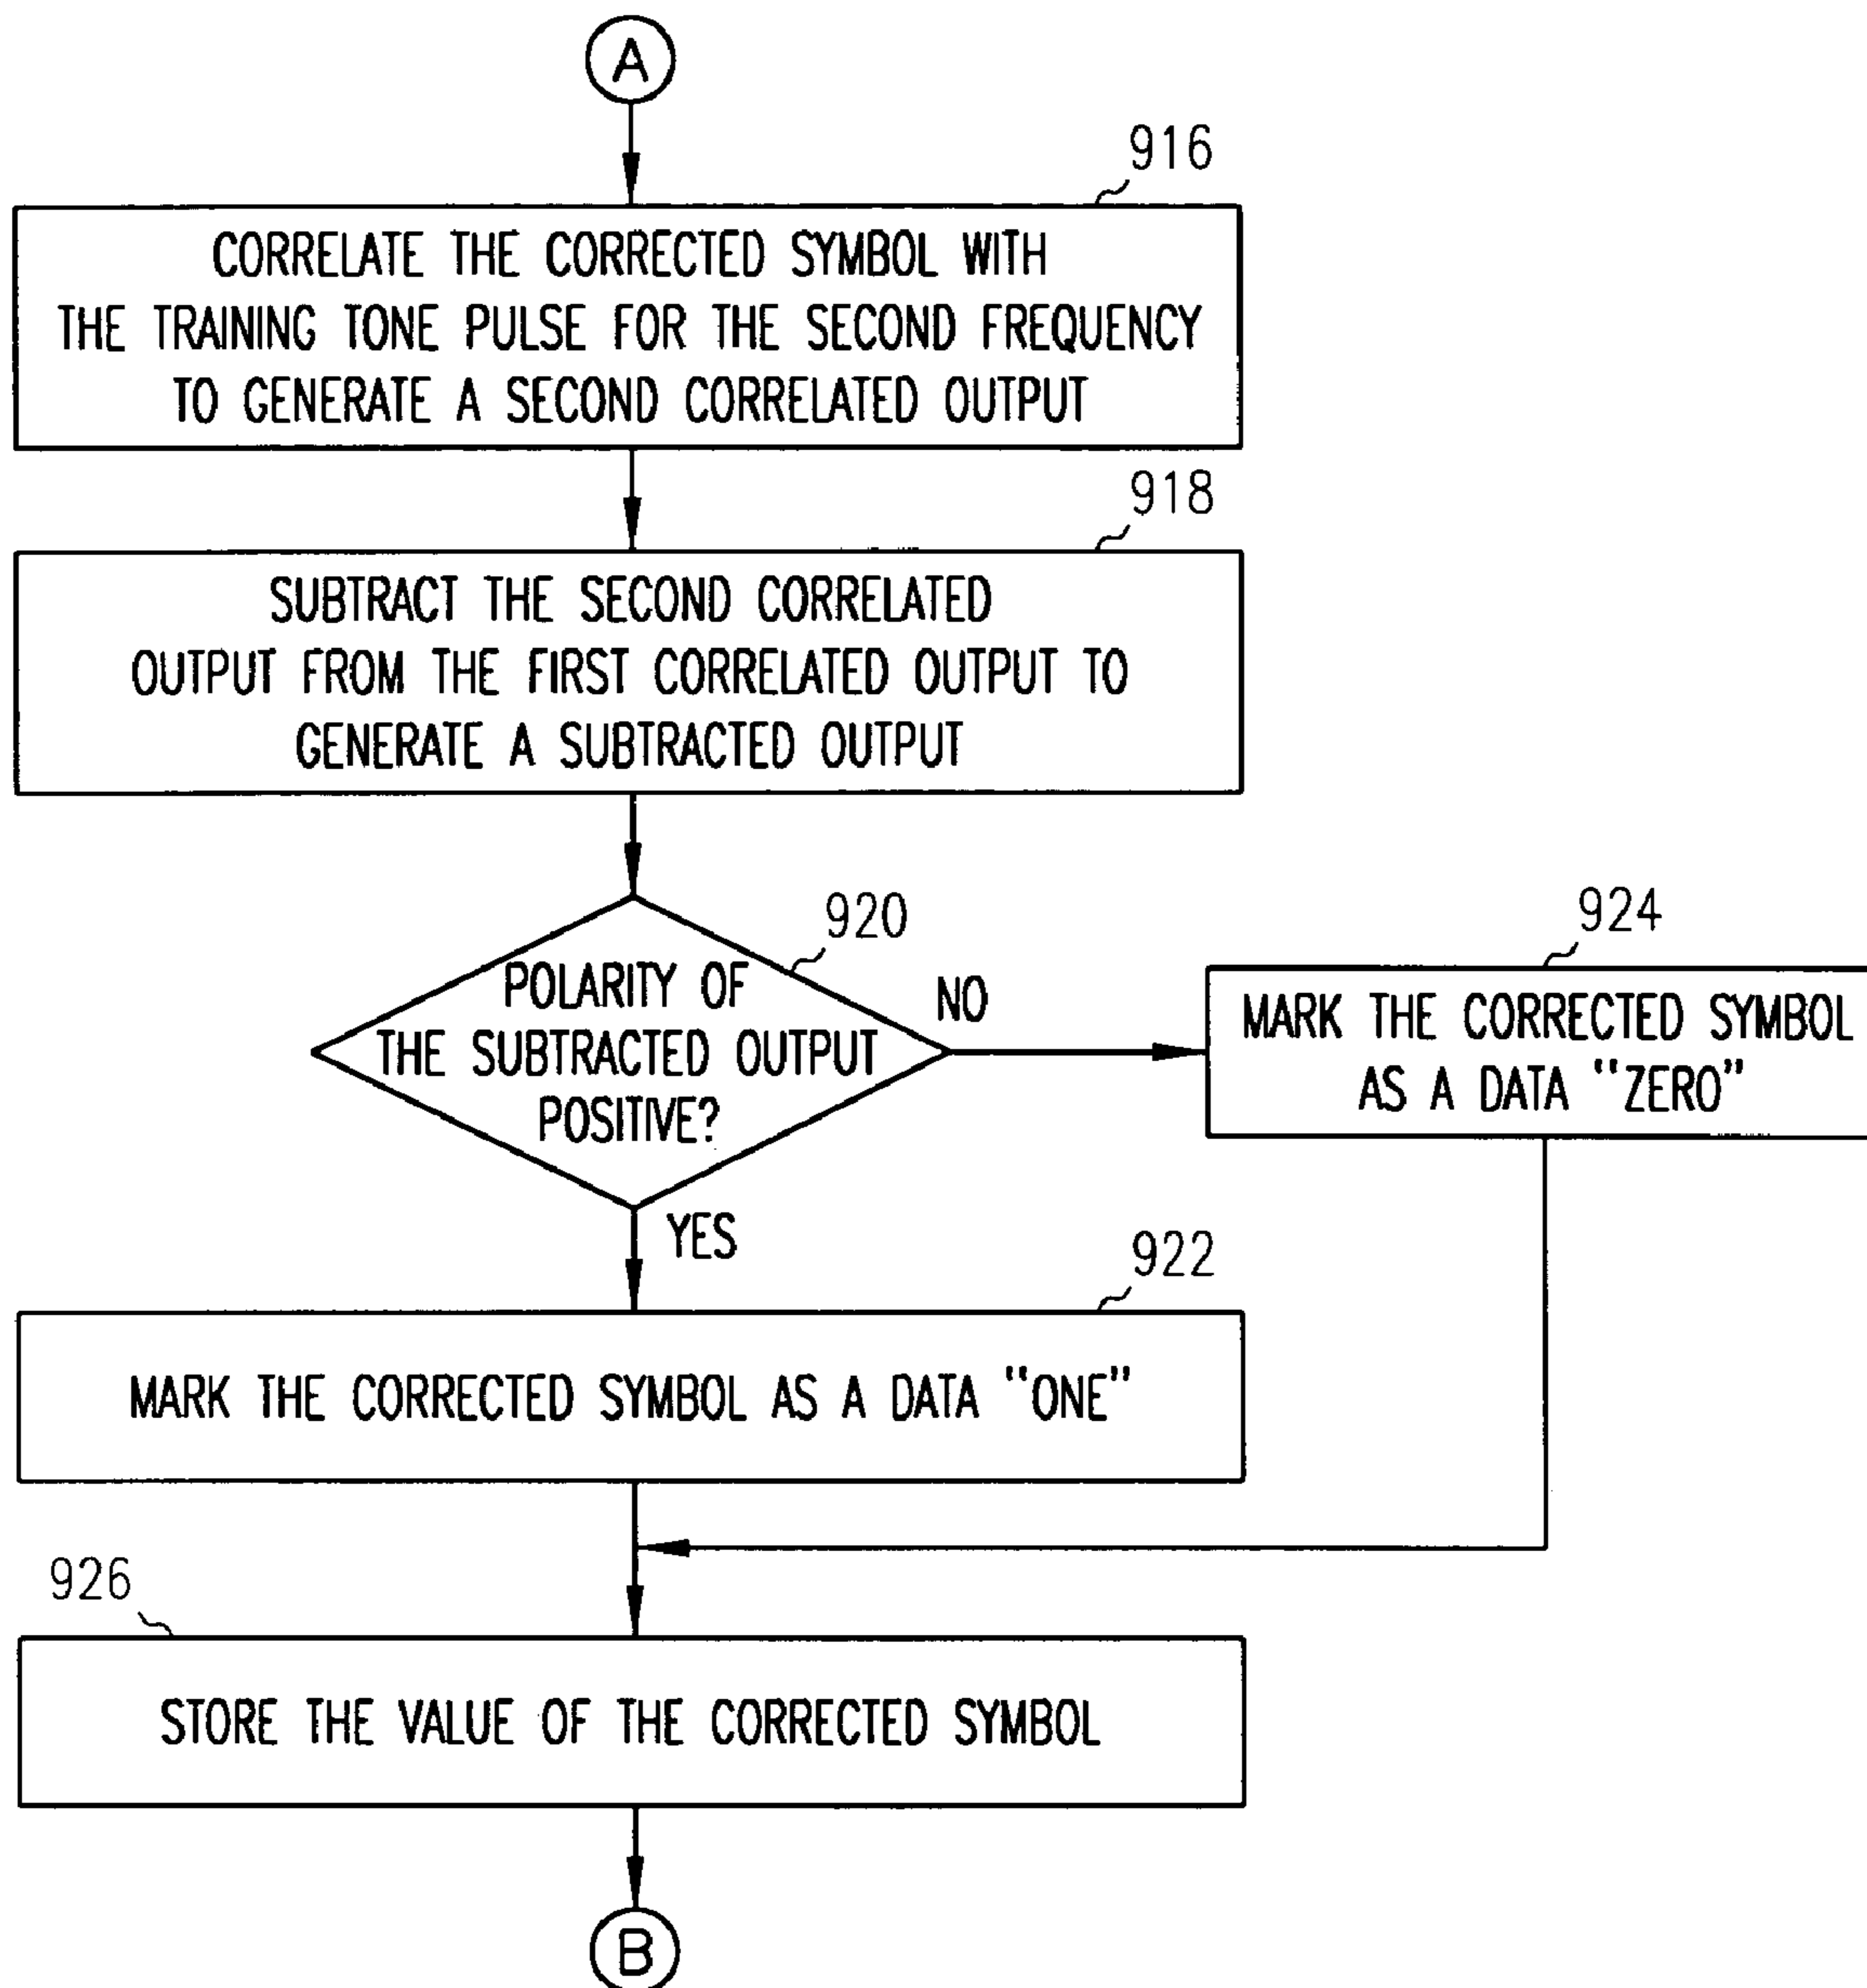 A
916
CORRELATE THE CORRECTED SYMBOL WITH
THE TRAINING TONE PULSE FOR THE SECOND FREQUENCY
TO GENERATE A SECOND CORRELATED OUTPUT
918
SUBTRACT THE SECOND CORRELATED
OUTPUT FROM THE FIRST CORRELATED OUTPUT TO
GENERATE A SUBTRACTED OUTPUT
920
POLARITY OF
THE SUBTRACTED OUTPUT
POSITIVE?
NO
924
MARK THE CORRECTED SYMBOL
AS A DATA "ZERO"
YES
922
MARK THE CORRECTED SYMBOL AS A DATA "ONE"
926
STORE THE VALUE OF THE CORRECTED SYMBOL
B